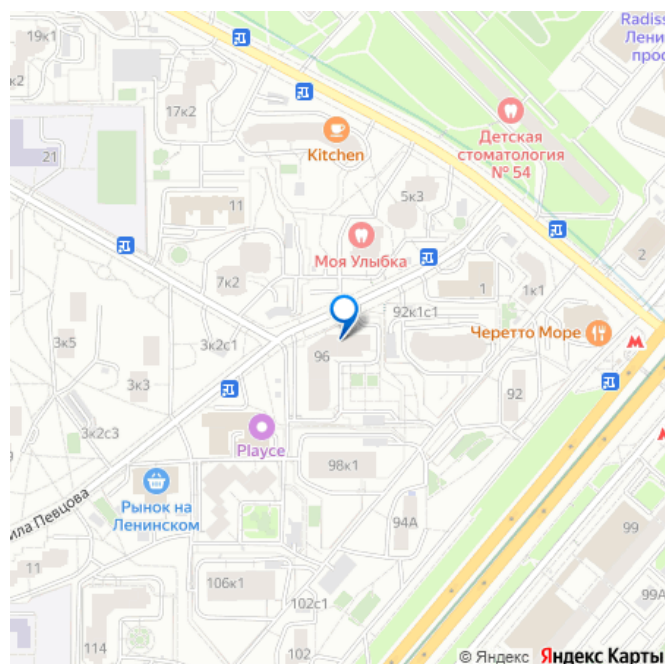 19к1
к2
Radiss
Лени
прос
17к2
Kitchen
Детская
стоматология
№ 54
21
5к3
11
Моя Улыбка
7к2
2
1
1к1
92к1с1
Черетто Море
3к5
3к2с1
96
3к3
92
3к2с3
Playce
98к1
ила Певцова
Рынок на
Ленинском
94А
99
11
106к1
99А
102с1
114
102
© Яндекс Яндекс Карты